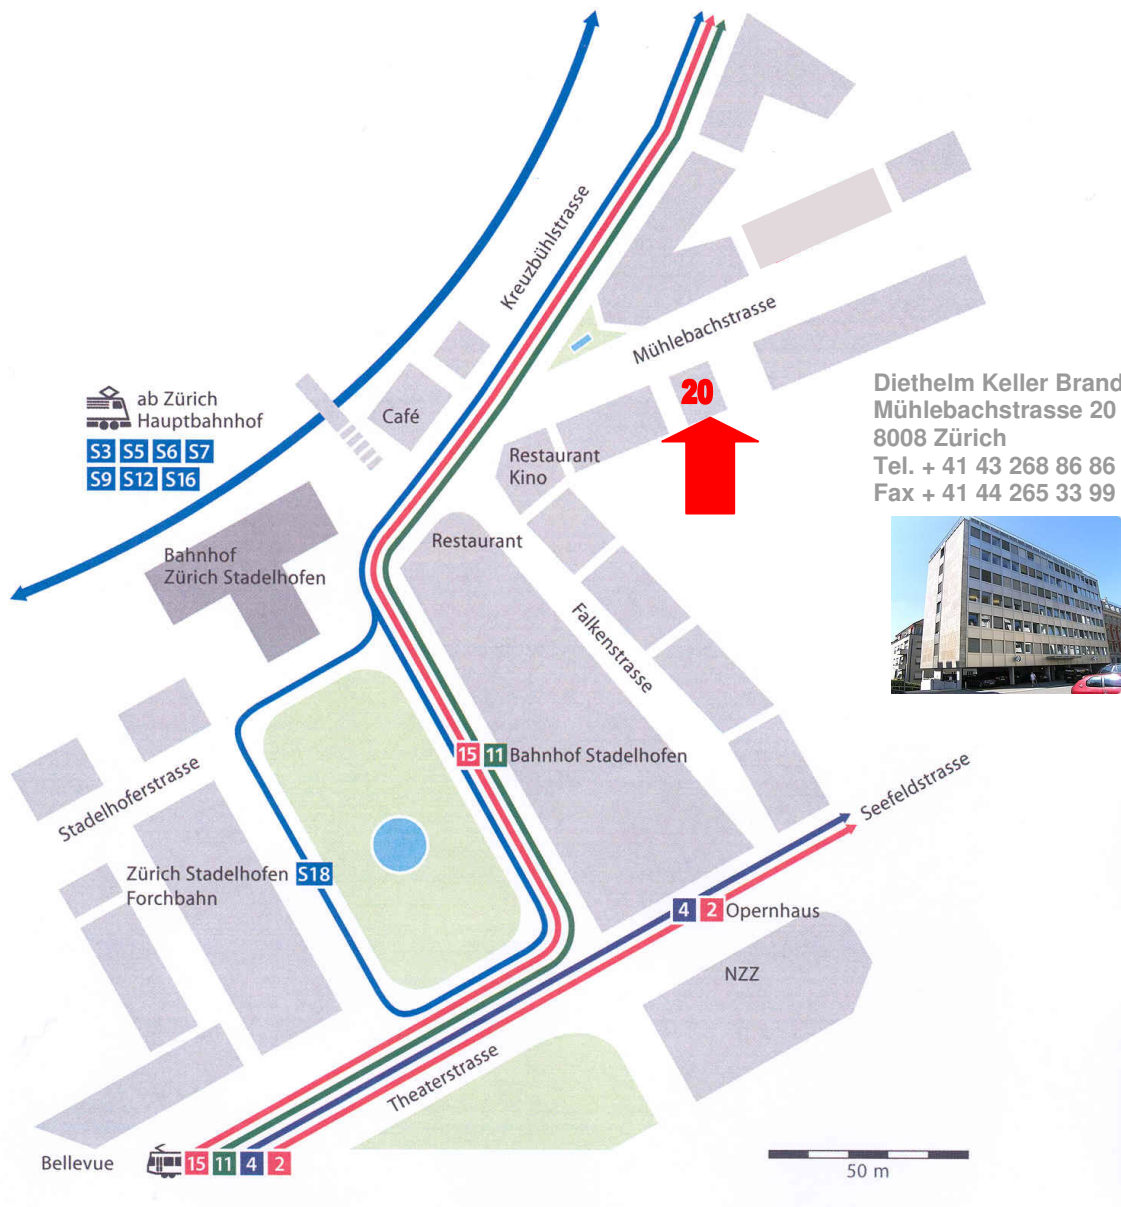 Kreuzbühlstrasse
Mühlebachstrasse
ab Zürich
Hauptbahnhof
S3 S5 S6 S7
S9 S12 S16
Café
20
Diethelm Keller Brand
Mühlebachstrasse 20
8008 Zürich
Tel. + 41 43 268 86 86
Fax + 41 44 265 33 99
Restaurant
Kino
Restaurant
Bahnhof
Zürich Stadelhofen
Falkenstrasse
15 11 Bahnhof Stadelhofen
Stadelhoferstrasse
Seefeldstrasse
Zürich Stadelhofen S18
Forchbahn
4 2 Opernhaus
NZZ
Theaterstrasse
Bellevue 15 11 4 2
50 m